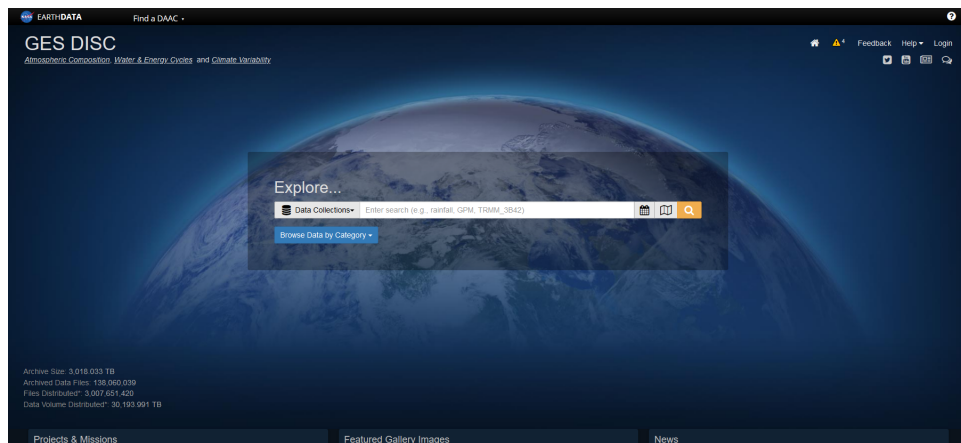 NASA EARTHDATA Find a DAAC
GES DISC
Feedback Help Login
Atmospheric Composition, Water & Energy Cycles and Climate Variability
Explore...
Data Collections Enter search (e.g., rainfall, GPM, TRMM_3B42)
Browse Data by Category
Archive Size: 3,018.033 TB
Archived Data Files: 138,060,039
Files Distributed*: 3,007,651,420
Data Volume Distributed*: 30,193.991 TB
Projects & Missions Featured Gallery Images News